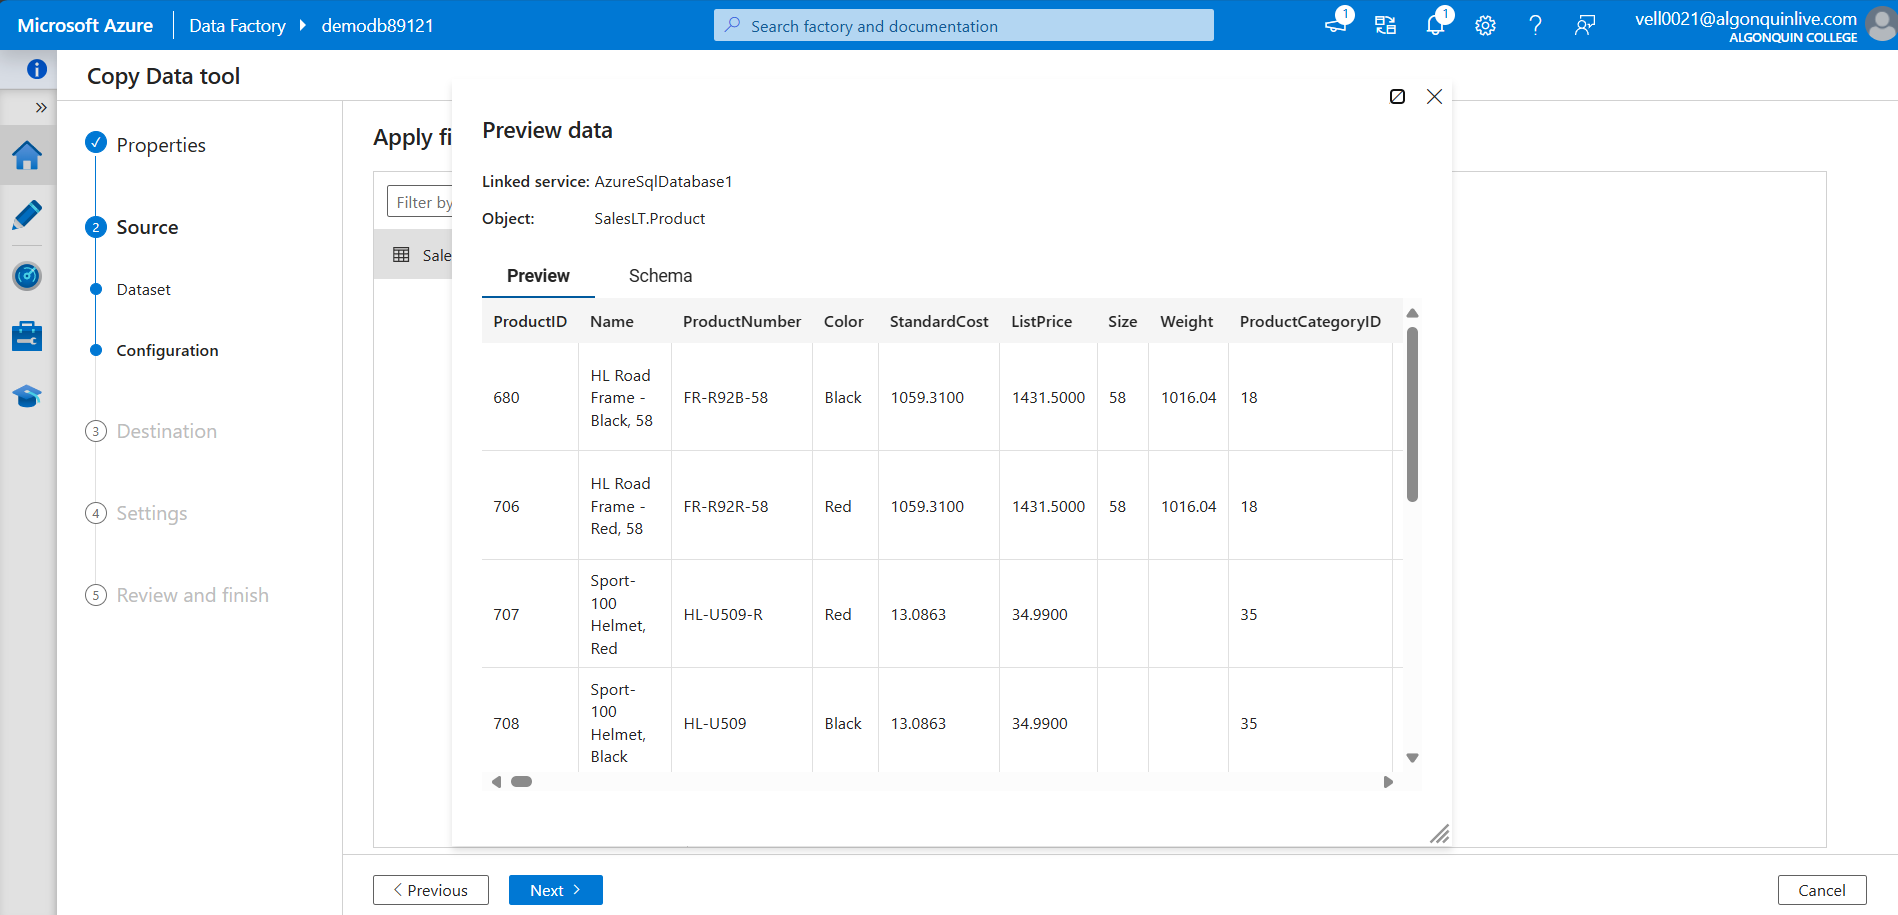 Microsoft Azure
Data Factory
demodb89121
Search factory and documentation
1
1
vell0021@algonquinlive.com
ALGONQUIN COLLEGE
Copy Data tool
Properties
2 Source
Dataset
Configuration
3 Destination
4 Settings
5 Review and finish
Apply fi
Filter by
Sale
Preview data
Linked service: AzureSqlDatabase1
Object: SalesLT.Product
Preview Schema
ProductID Name ProductNumber Color StandardCost ListPrice Size Weight ProductCategoryID
680 HL Road Frame - Black, 58 FR-R92B-58 Black 1059.3100 1431.5000 58 1016.04 18
706 HL Road Frame - Red, 58 FR-R92R-58 Red 1059.3100 1431.5000 58 1016.04 18
707 Sport-100 Helmet, Red HL-U509-R Red 13.0863 34.9900 35
708 Sport-100 Helmet, Black HL-U509 Black 13.0863 34.9900 35
Previous
Next
Cancel